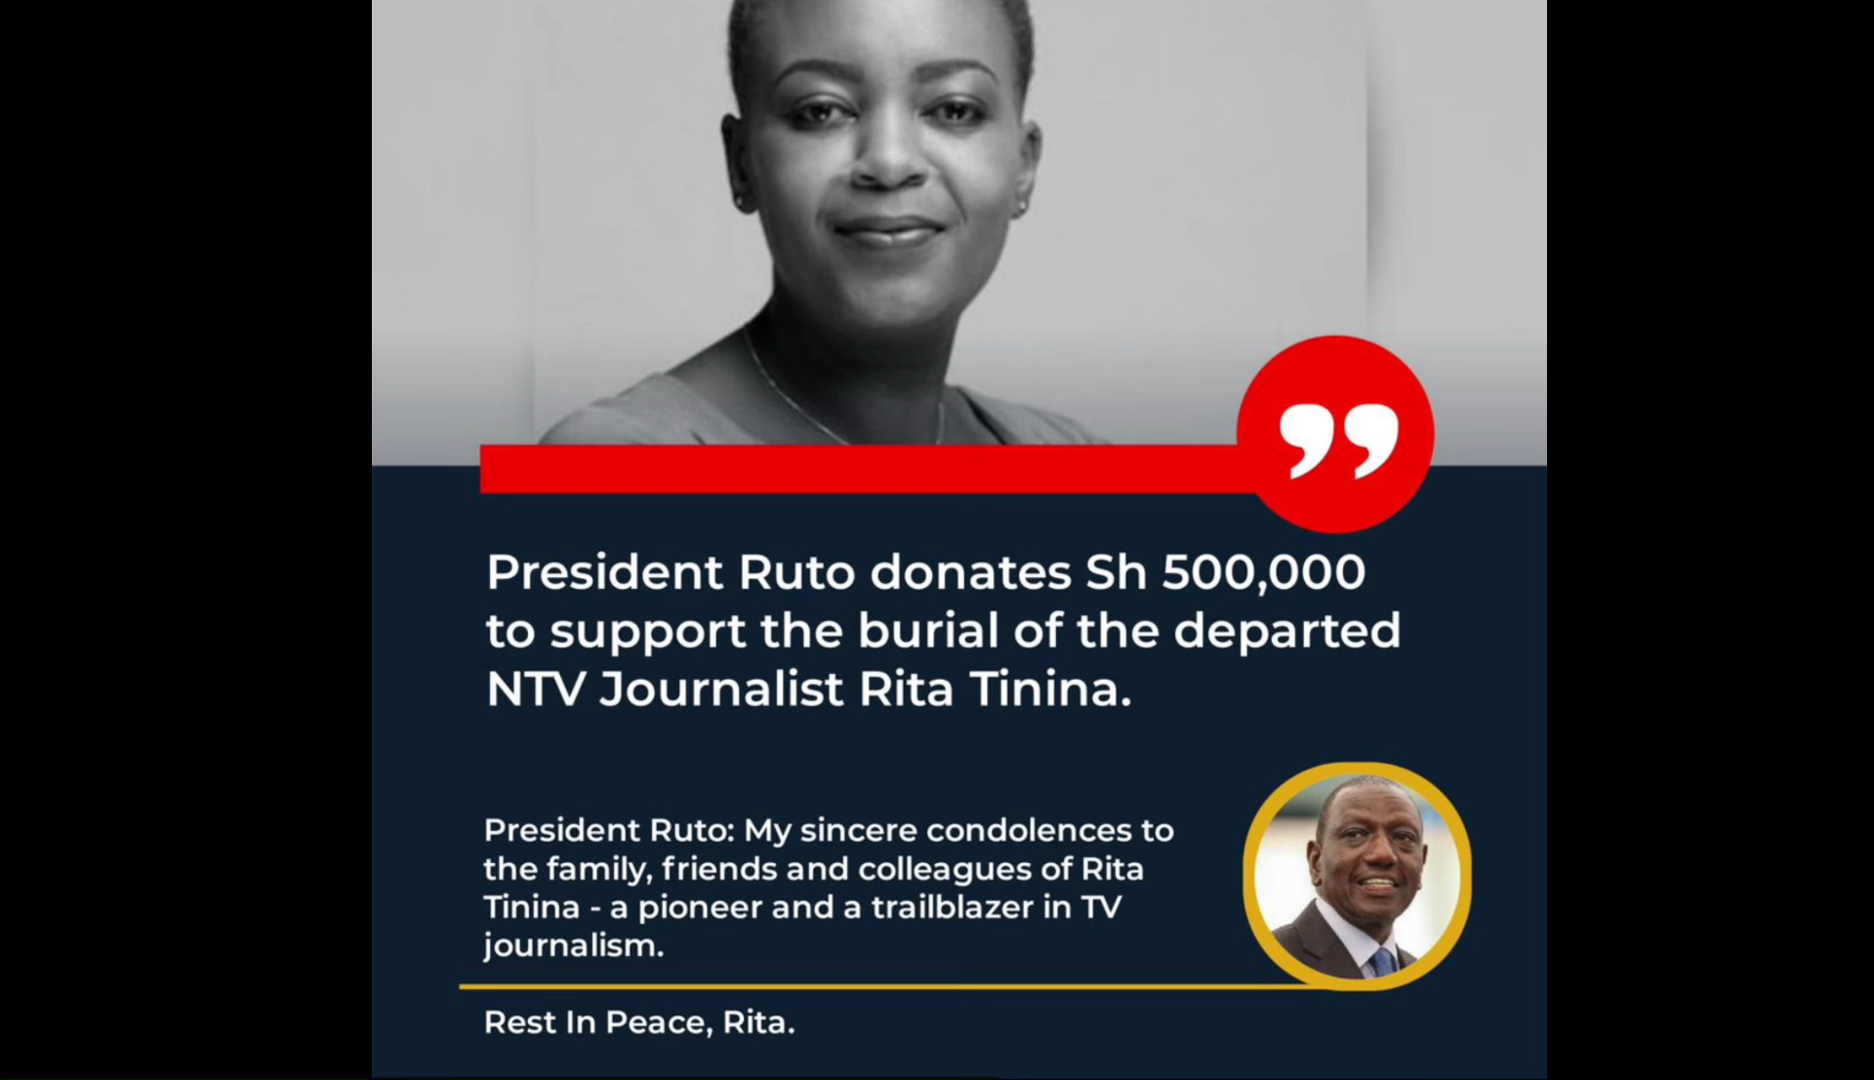 President Ruto donates Sh 500,000
to support the burial of the departed
NTV Journalist Rita Tinina.
President Ruto: My sincere condolences to
the family, friends and colleagues of Rita
Tinina - a pioneer and a trailblazer in TV
journalism.
Rest In Peace, Rita.